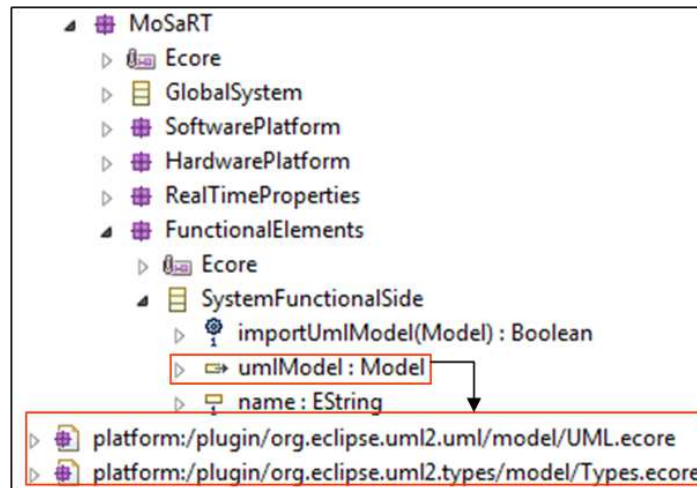 MoSaRT
Ecore
GlobalSystem
SoftwarePlatform
HardwarePlatform
RealTimeProperties
FunctionalElements
Ecore
SystemFunctionalSide
importUmlModel(Model) : Boolean
umlModel : Model
name : EString
platform:/plugin/org.eclipse.uml2.uml/model/UML.ecore
platform:/plugin/org.eclipse.uml2.types/model/Types.ecore